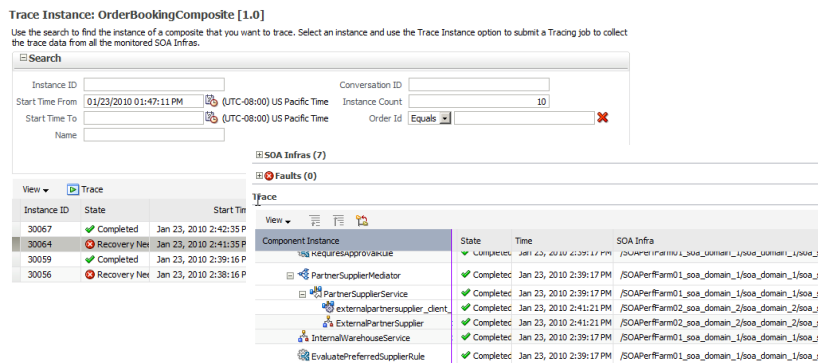 Trace Instance: OrderBookingComposite [1.0]
Use the search to find the instance of a composite that you want to trace. Select an instance and use the Trace Instance option to submit a Tracing job to collect
the trace data from all the monitored SOA Infras.
Search
Instance ID
Conversation ID
Start Time From 01/23/2010 01:47:11 PM (UTC-08:00) US Pacific Time Instance Count 10
Start Time To (UTC-08:00) US Pacific Time Order Id Equals
Name
SOA Infras (7)
Faults (0)
Trace
View Trace
Instance ID State Start Tim
30067 Completed Jan 23, 2010 2:42:35 P
30064 Recovery Nee Jan 23, 2010 2:41:35 P
30059 Completed Jan 23, 2010 2:39:16 P
30056 Recovery Nee Jan 23, 2010 2:38:16 P
View
Component Instance State Time SOA Infra
RequiresApprovalRule Completed Jan 23, 2010 2:39:17 PM /SOAPerfFarm01_soa_domain_1/soa_domain_1/soa_s
PartnerSupplierMediator Completed Jan 23, 2010 2:39:17 PM /SOAPerfFarm01_soa_domain_1/soa_domain_1/soa_s
PartnerSupplierService Completed Jan 23, 2010 2:39:17 PM /SOAPerfFarm01_soa_domain_1/soa_domain_1/soa_s
externalpartnersupplier_client_ Completed Jan 23, 2010 2:41:21 PM /SOAPerfFarm02_soa_domain_2/soa_domain_2/soa_s
ExternalPartnerSupplier Completed Jan 23, 2010 2:41:21 PM /SOAPerfFarm02_soa_domain_2/soa_domain_2/soa_s
InternalWarehouseService Completed Jan 23, 2010 2:39:17 PM /SOAPerfFarm01_soa_domain_1/soa_domain_1/soa_s
EvaluatePreferredSupplierRule Completed Jan 23, 2010 2:39:17 PM /SOAPerfFarm01_soa_domain_1/soa_domain_1/soa_s